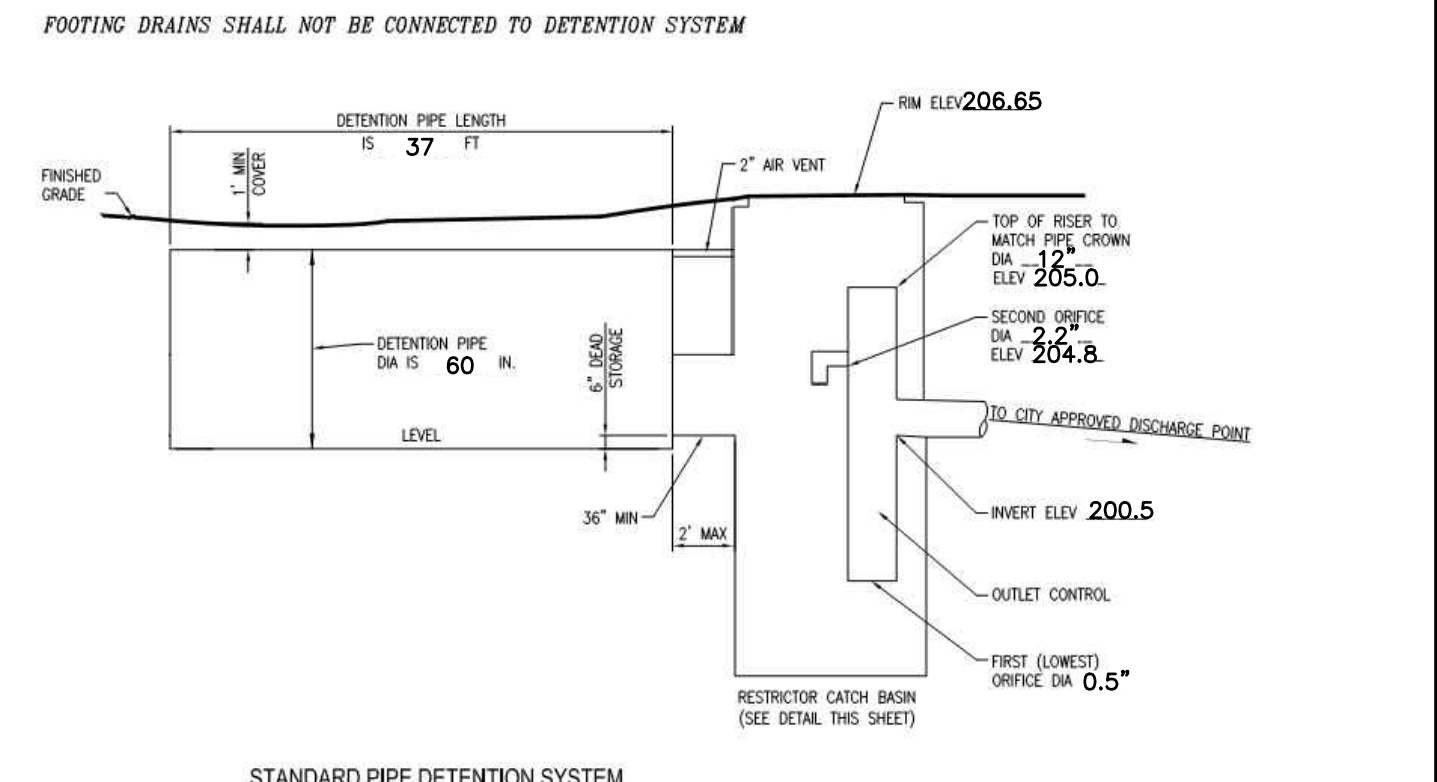 FOOTING DRAINS SHALL NOT BE CONNECTED TO DETENTION SYSTEM
RIM ELEV 206.65
DETENTION PIPE LENGTH
IS 37 FT
1' MIN
COVER
2" AIR VENT
FINISHED
GRADE
TOP OF RISER TO
MATCH PIPE CROWN
DIA 12"
ELEV 205.0
SECOND ORIFICE
DIA 2.2"
ELEV 204.8
DETENTION PIPE
DIA IS 60 IN.
6" DEAD
STORAGE
LEVEL
TO CITY APPROVED DISCHARGE POINT
36" MIN
2' MAX
INVERT ELEV 200.5
OUTLET CONTROL
FIRST (LOWEST)
ORIFICE DIA 0.5"
RESTRICTOR CATCH BASIN
(SEE DETAIL THIS SHEET)
STANDARD PIPE DETENTION SYSTEM